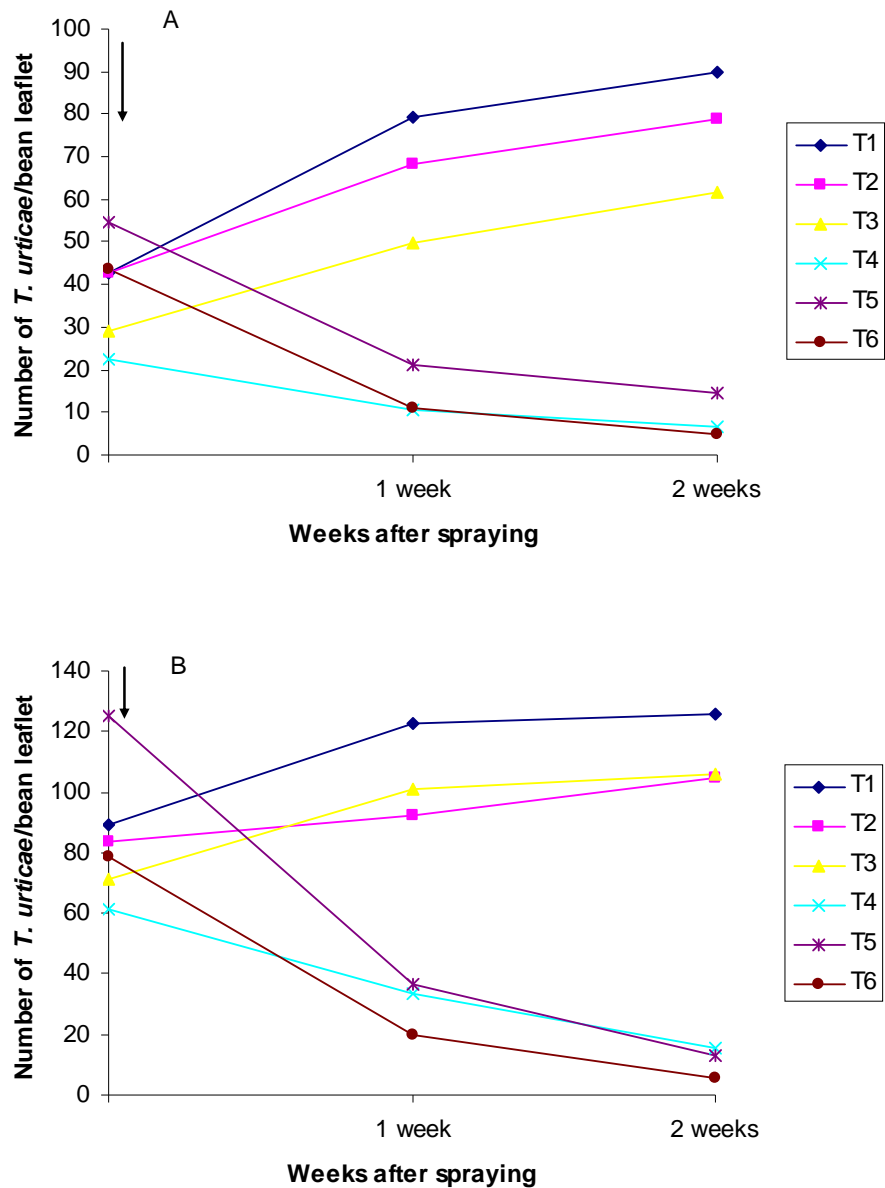 A
Number of T. urticae/bean leaflet
100
90
80
70
60
50
40
30
20
10
0
1 week
2 weeks
Weeks after spraying
T1
T2
T3
T4
T5
T6
B
Number of T. urticae/bean leaflet
140
120
100
80
60
40
20
0
1 week
2 weeks
Weeks after spraying
T1
T2
T3
T4
T5
T6